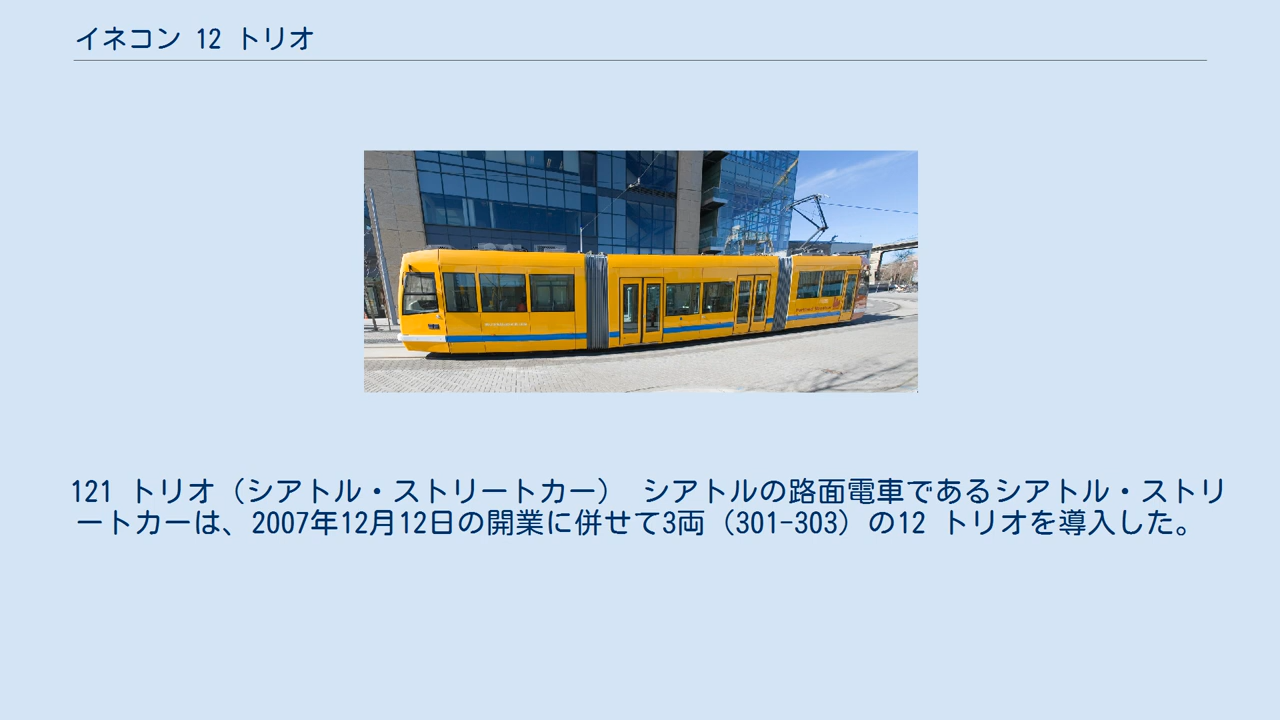 イネコン 12 トリオ
121 トリオ（シアトル・ストリートカー） シアトルの路面電車であるシアトル・ストリ
ートカーは、2007年12月12日の開業に併せて3両（301-303）の12 トリオを導入した。